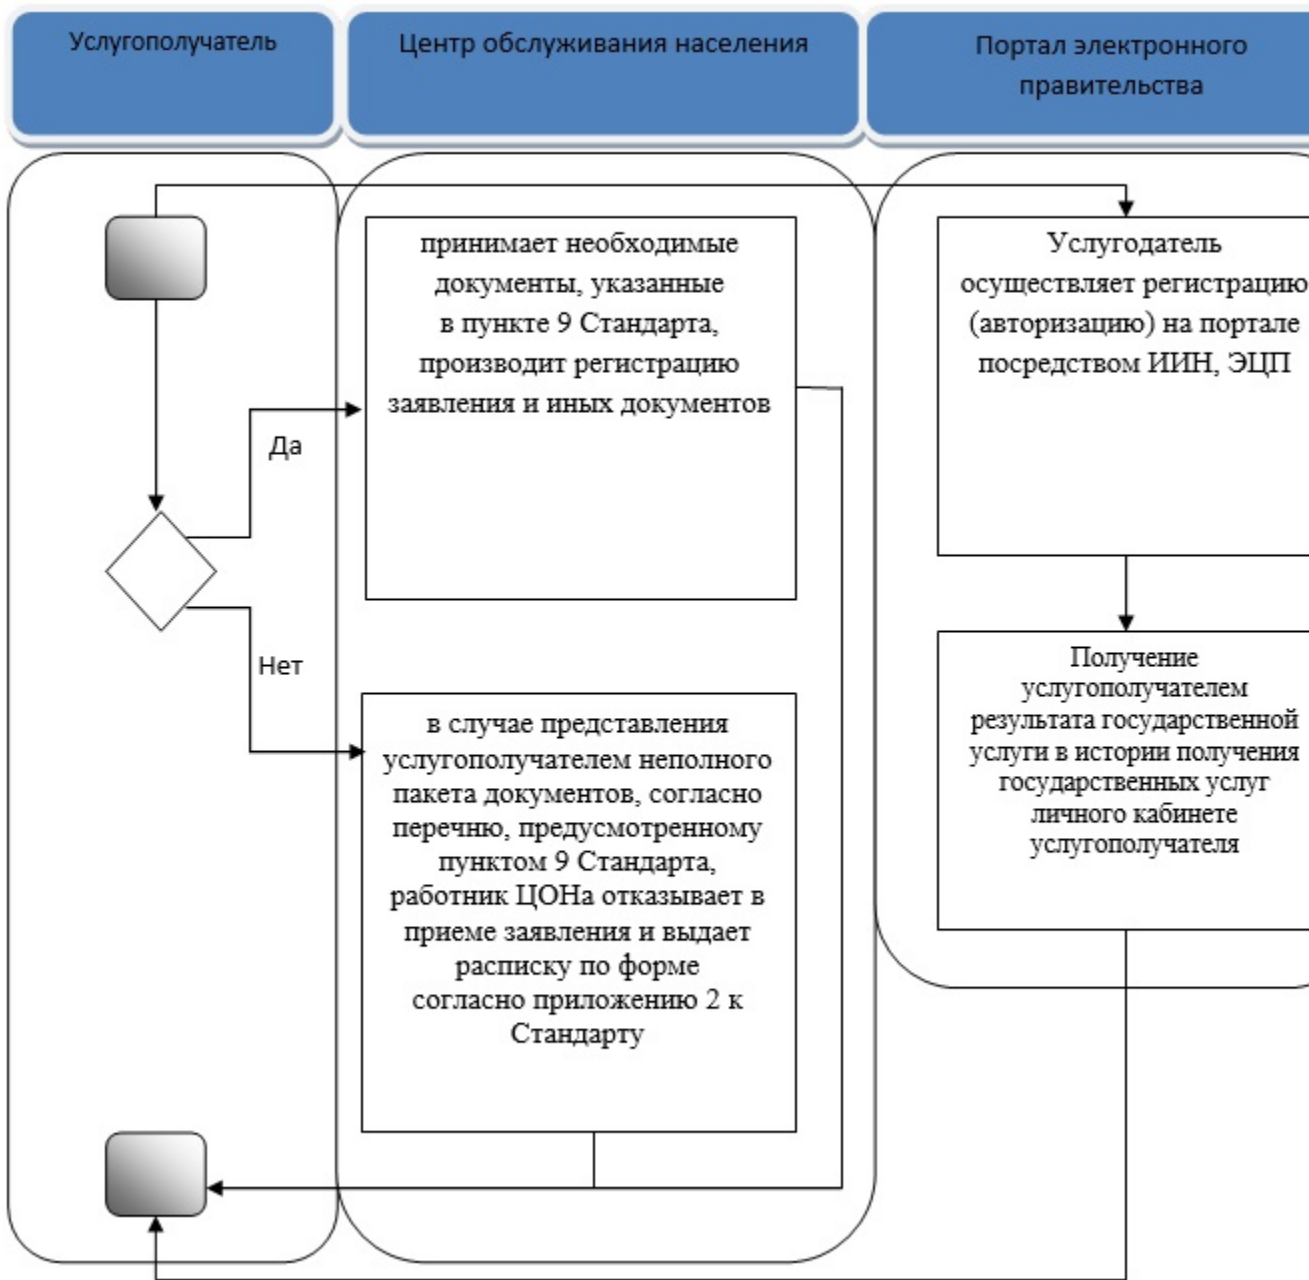 Услугополучатель
Центр обслуживания населения
Портал электронного
правительства
принимает необходимые
документы, указанные
в пункте 9 Стандарта,
производит регистрацию
заявления и иных документов
Услугодатель
осуществляет регистрацию
(авторизацию) на портале
посредством ИИН, ЭЦП
Да
Нет
в случае представления
услугополучателем неполного
пакета документов, согласно
перечню, предусмотренному
пунктом 9 Стандарта,
работник ЦОНа отказывает в
приеме заявления и выдает
расписку по форме
согласно приложению 2 к
Стандарту
Получение
услугополучателем
результата государственной
услуги в истории получения
государственных услуг
личного кабинете
услугополучателя